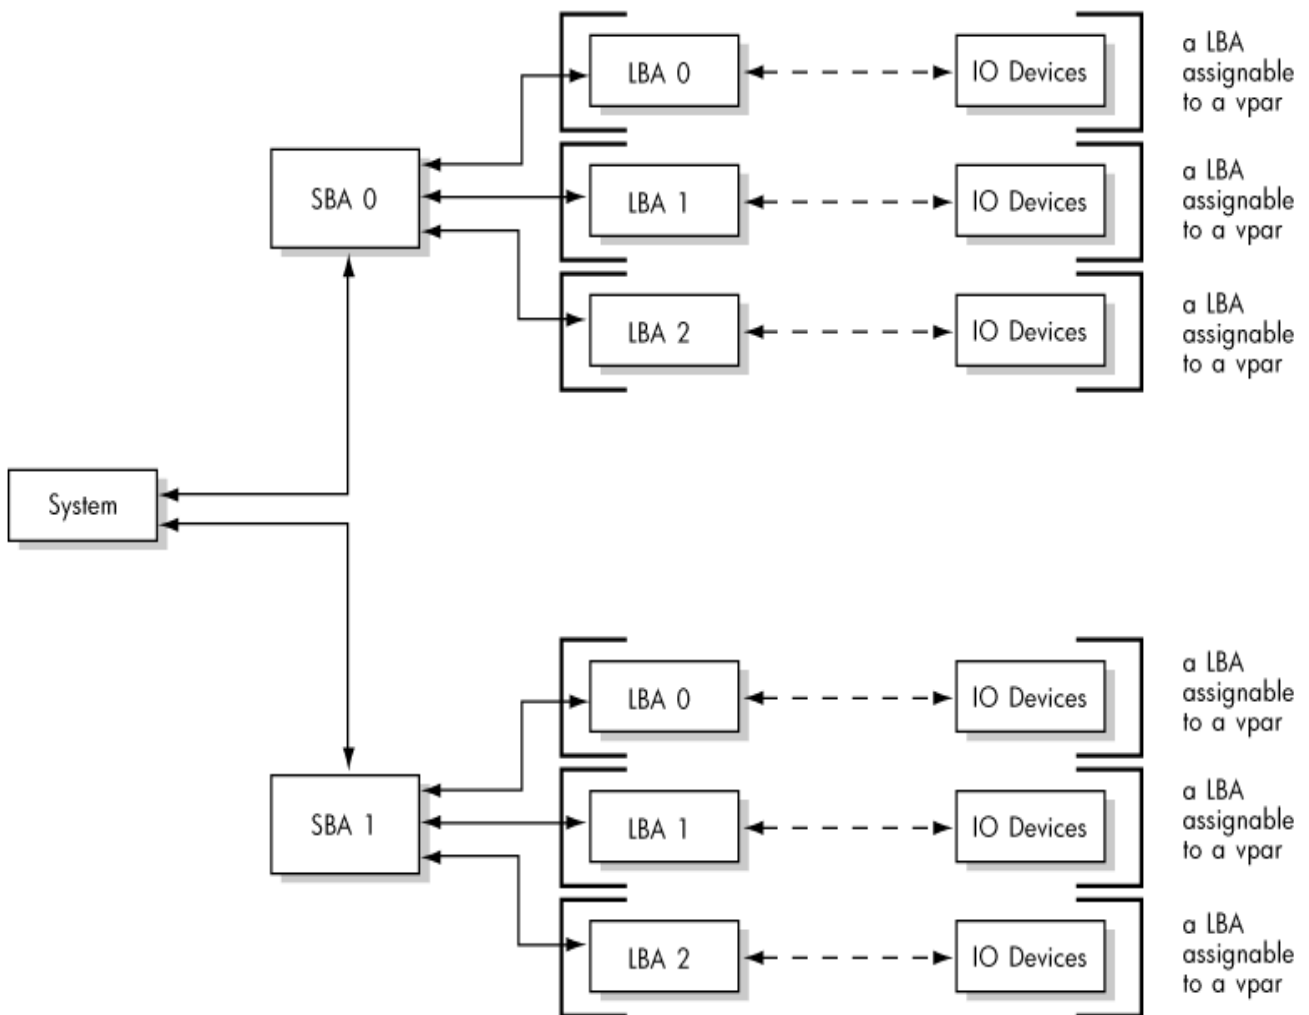 LBA 0
IO Devices
a LBA
assignable
to a vpar
SBA 0
LBA 1
IO Devices
a LBA
assignable
to a vpar
LBA 2
IO Devices
a LBA
assignable
to a vpar
System
LBA 0
IO Devices
a LBA
assignable
to a vpar
SBA 1
LBA 1
IO Devices
a LBA
assignable
to a vpar
LBA 2
IO Devices
a LBA
assignable
to a vpar